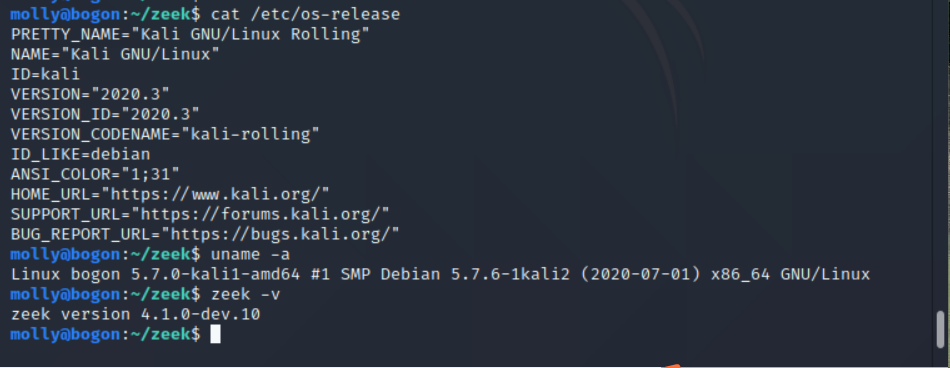 molly@bogon:~/zeek$ cat /etc/os-release
PRETTY_NAME="Kali GNU/Linux Rolling"
NAME="Kali GNU/Linux"
ID=kali
VERSION="2020.3"
VERSION_ID="2020.3"
VERSION_CODENAME="kali-rolling"
ID_LIKE=debian
ANSI_COLOR="1;31"
HOME_URL="https://www.kali.org/"
SUPPORT_URL="https://forums.kali.org/"
BUG_REPORT_URL="https://bugs.kali.org/"
molly@bogon:~/zeek$ uname -a
Linux bogon 5.7.0-kali1-amd64 #1 SMP Debian 5.7.6-1kali2 (2020-07-01) x86_64 GNU/Linux
molly@bogon:~/zeek$ zeek -v
zeek version 4.1.0-dev.10
molly@bogon:~/zeek$